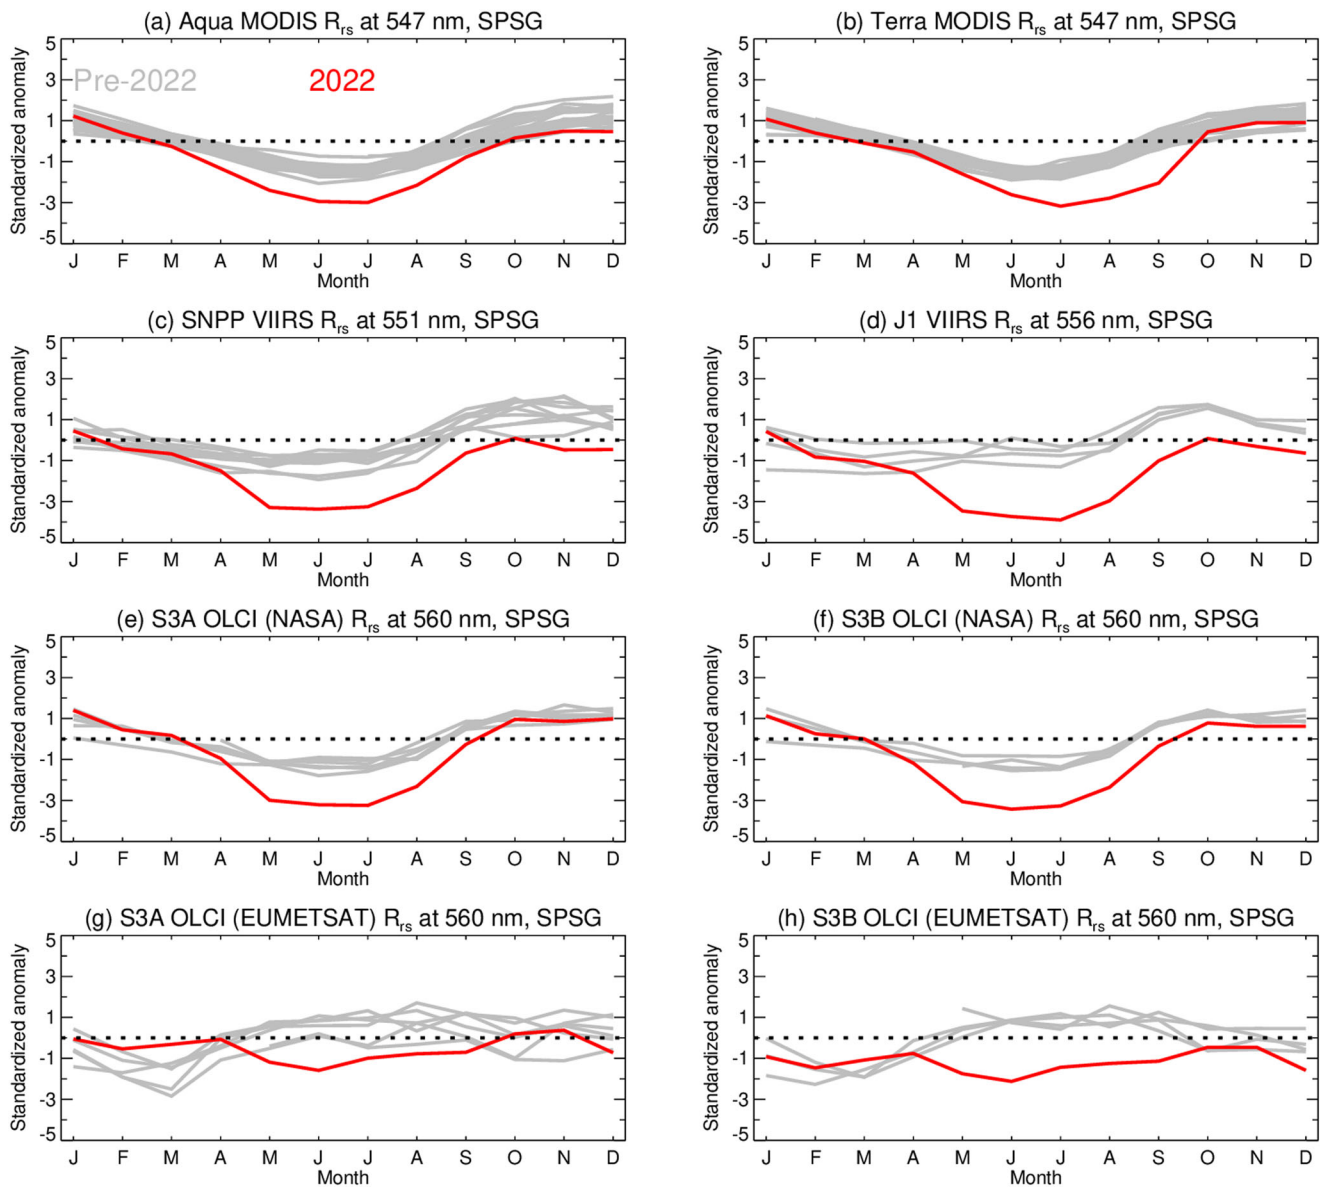 (a) Aqua MODIS Rrs at 547 nm, SPSG
Standardized anomaly
5
3
1
-1
-3
-5
Pre-2022 2022
J F M A M J J A S O N D
Month
(b) Terra MODIS Rrs at 547 nm, SPSG
Standardized anomaly
5
3
1
-1
-3
-5
J F M A M J J A S O N D
Month
(c) SNPP VIIRS Rrs at 551 nm, SPSG
Standardized anomaly
5
3
1
-1
-3
-5
J F M A M J J A S O N D
Month
(d) J1 VIIRS Rrs at 556 nm, SPSG
Standardized anomaly
5
3
1
-1
-3
-5
J F M A M J J A S O N D
Month
(e) S3A OLCI (NASA) Rrs at 560 nm, SPSG
Standardized anomaly
5
3
1
-1
-3
-5
J F M A M J J A S O N D
Month
(f) S3B OLCI (NASA) Rrs at 560 nm, SPSG
Standardized anomaly
5
3
1
-1
-3
-5
J F M A M J J A S O N D
Month
(g) S3A OLCI (EUMETSAT) Rrs at 560 nm, SPSG
Standardized anomaly
5
3
1
-1
-3
-5
J F M A M J J A S O N D
Month
(h) S3B OLCI (EUMETSAT) Rrs at 560 nm, SPSG
Standardized anomaly
5
3
1
-1
-3
-5
J F M A M J J A S O N D
Month